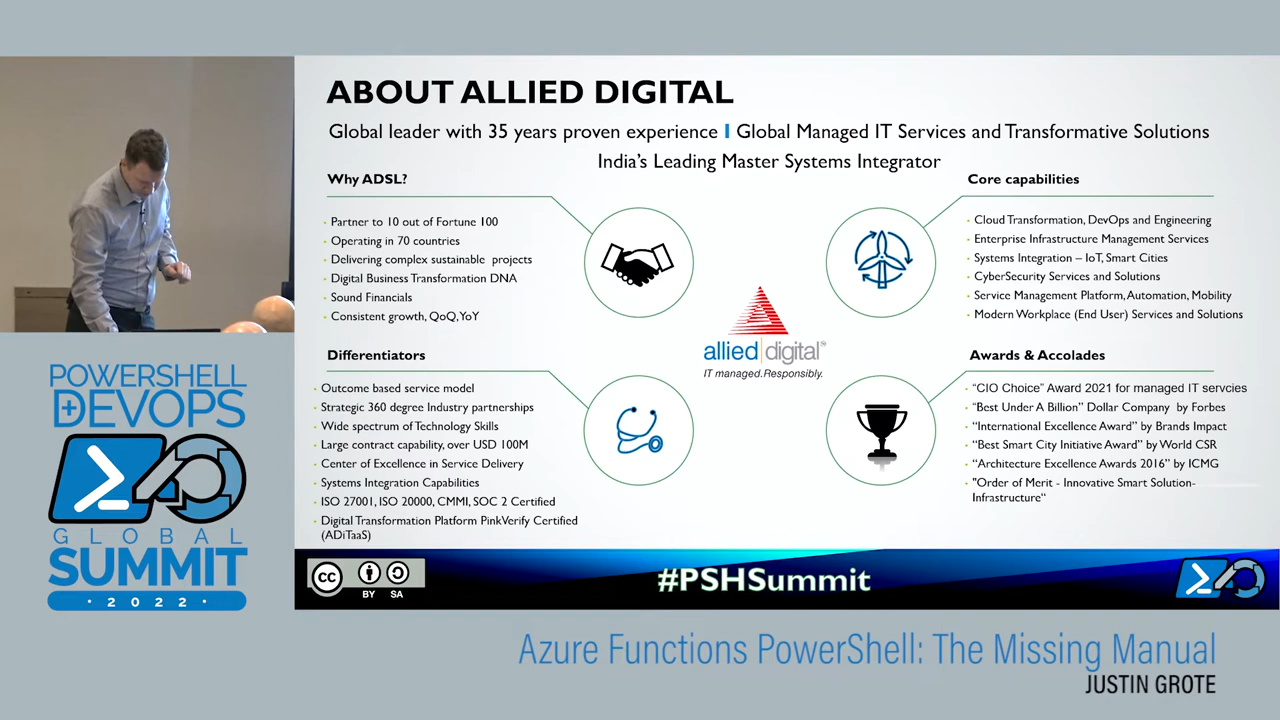 ABOUT ALLIED DIGITAL
Global leader with 35 years proven experience I Global Managed IT Services and Transformative Solutions
India's Leading Master Systems Integrator
Why ADSL?
• Partner to 10 out of Fortune 100
• Operating in 70 countries
• Delivering complex sustainable projects
• Digital Business Transformation DNA
• Sound Financials
• Consistent growth, QoQ, YoY
Core capabilities
• Cloud Transformation, DevOps and Engineering
• Enterprise Infrastructure Management Services
• Systems Integration – IoT, Smart Cities
• CyberSecurity Services and Solutions
• Service Management Platform, Automation, Mobility
• Modern Workplace (End User) Services and Solutions
allied digital
IT managed. Responsibly.
Differentiators
• Outcome based service model
• Strategic 360 degree Industry partnerships
• Wide spectrum of Technology Skills
• Large contract capability, over USD 100M
• Center of Excellence in Service Delivery
• Systems Integration Capabilities
• ISO 27001, ISO 20000, CMMI, SOC 2 Certified
• Digital Transformation Platform PinkVerify Certified
(ADiTaaS)
Awards & Accolades
• "CIO Choice" Award 2021 for managed IT servcies
• "Best Under A Billion" Dollar Company by Forbes
• "International Excellence Award" by Brands Impact
• "Best Smart City Initiative Award" by World CSR
• "Architecture Excellence Awards 2016" by ICMG
• "Order of Merit - Innovative Smart Solution-
Infrastructure"
POWERSHELL
DEVOPS
GLOBAL
SUMMIT
• 2022 •
cc
BY SA
#PSHSummit
Azure Functions PowerShell: The Missing Manual
JUSTIN GROTE